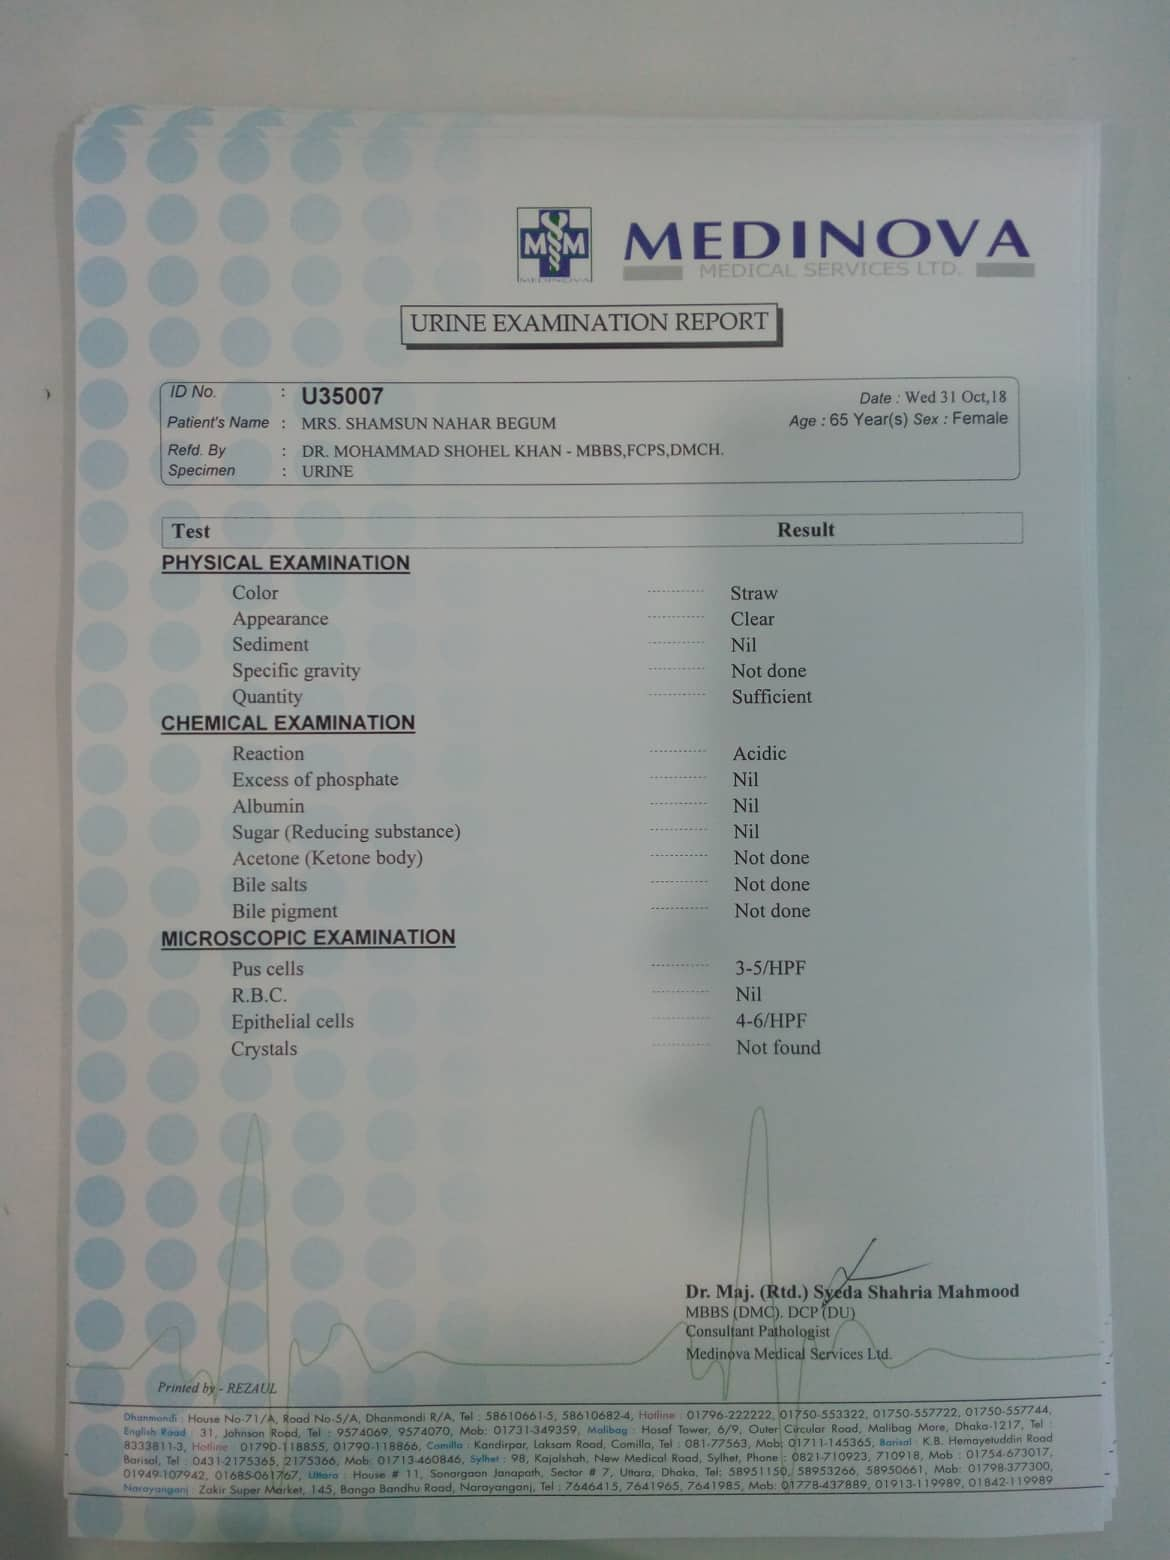 M M
MEDINOVA
MEDINOVA
MEDICAL SERVICES LTD.
URINE EXAMINATION REPORT
ID No. : U35007 Date : Wed 31 Oct,18
Patient's Name : MRS. SHAMSUN NAHAR BEGUM Age : 65 Year(s) Sex : Female
Refd. By : DR. MOHAMMAD SHOHEL KHAN - MBBS,FCPS,DMCH.
Specimen : URINE
Test Result
PHYSICAL EXAMINATION
Color ----------- Straw
Appearance ----------- Clear
Sediment ----------- Nil
Specific gravity ----------- Not done
Quantity ----------- Sufficient
CHEMICAL EXAMINATION
Reaction ----------- Acidic
Excess of phosphate ----------- Nil
Albumin ----------- Nil
Sugar (Reducing substance) ----------- Nil
Acetone (Ketone body) ----------- Not done
Bile salts ----------- Not done
Bile pigment ----------- Not done
MICROSCOPIC EXAMINATION
Pus cells ----------- 3-5/HPF
R.B.C. ----------- Nil
Epithelial cells ----------- 4-6/HPF
Crystals ----------- Not found
Dr. Maj. (Rtd.) Syeda Shahria Mahmood
MBBS (DMC). DCP (DU)
Consultant Pathologist
Medinova Medical Services Ltd.
Printed by - REZAUL
Dhanmondi : House No-71/A, Road No-5/A, Dhanmondi R/A, Tel : 58610661-5, 58610682-4, Hotline : 01796-222222, 01750-553322, 01750-557722, 01750-557744,
English Road : 31, Johnson Road, Tel : 9574069, 9574070, Mob: 01731-349359, Malibag : Hosaf Tower, 6/9, Outer Circular Road, Malibag More, Dhaka-1217, Tel :
8333811-3, Hotline : 01790-118855, 01790-118866, Comilla : Kandirpar, Laksam Road, Comilla, Tel : 081-77563, Mob: 01711-145365, Barisal : K.B. Hemayetuddin Road
Barisal, Tel : 0431-2175365, 2175366, Mob: 01713-460846, Sylhet : 98, Kajalshah, New Medical Road, Sylhet, Phone : 0821-710923, 710918, Mob : 01754-673017,
01949-107942, 01685-061767, Uttara : House # 11, Sonargaon Janapath, Sector # 7, Uttara, Dhaka, Tel: 58951150, 58953266, 58950661, Mob: 01798-377300,
Narayanganj : Zakir Super Market, 145, Banga Bandhu Road, Narayanganj, Tel : 7646415, 7641965, 7641985, Mob: 01778-437889, 01913-119989, 01842-119989